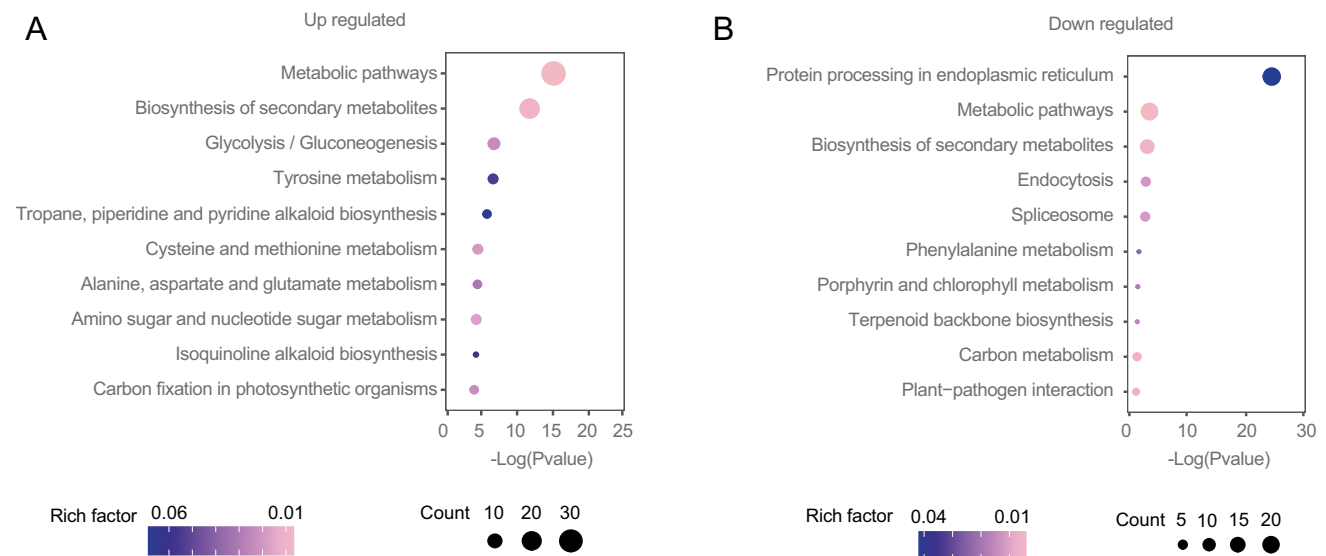 A
Up regulated
Metabolic pathways
Biosynthesis of secondary metabolites
Glycolysis / Gluconeogenesis
Tyrosine metabolism
Tropane, piperidine and pyridine alkaloid biosynthesis
Cysteine and methionine metabolism
Alanine, aspartate and glutamate metabolism
Amino sugar and nucleotide sugar metabolism
Isoquinoline alkaloid biosynthesis
Carbon fixation in photosynthetic organisms
0 5 10 15 20 25
-Log(Pvalue)
Rich factor 0.06 0.01
Count 10 20 30
B
Down regulated
Protein processing in endoplasmic reticulum
Metabolic pathways
Biosynthesis of secondary metebolites
Endocytosis
Spliceosome
Phenylalanine metabolism
Porphyrin and chlorophyll metabolism
Terpenoid backbone biosynthesis
Carbon metabolism
Plant−pathogen interaction
0 10 20 30
-Log(Pvalue)
Rich factor 0.04 0.01
Count 5 10 15 20